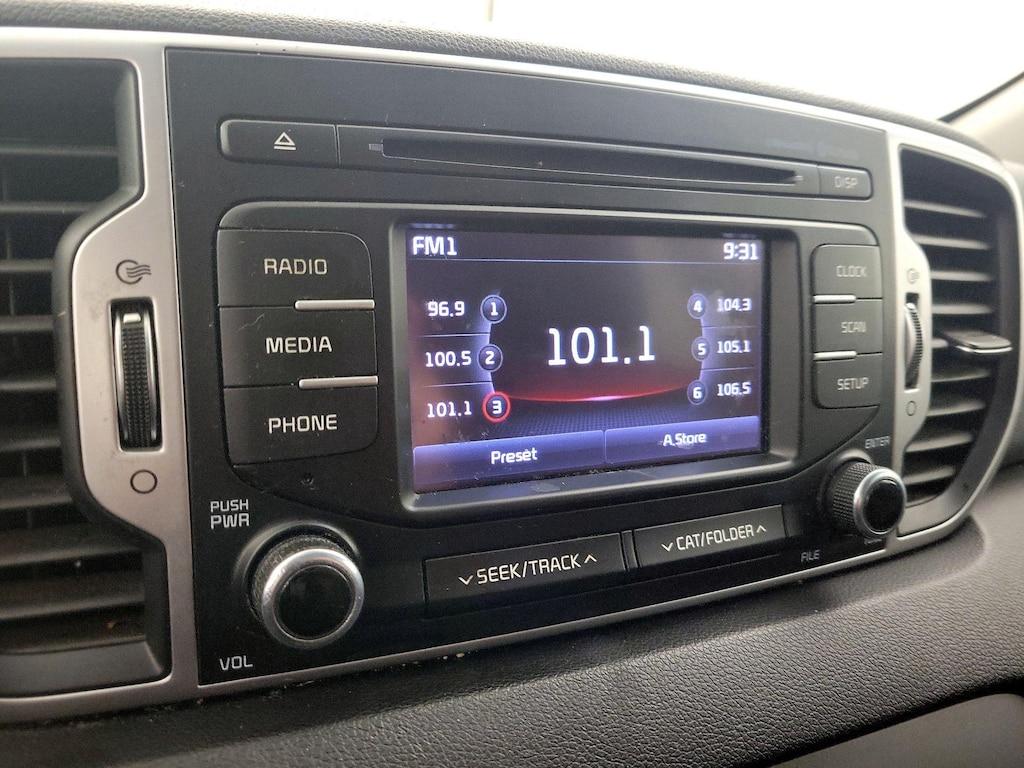 DISP
RADIO
MEDIA
PHONE
FM1 9:31
96.9 1
100.5 2
101.1 3
101.1
4 104.3
5 105.1
6 106.5
Preset A.Store
CLOCK
SCAN
SETUP
PUSH
PWR
VOL
SEEK/TRACK
CAT/FOLDER
ENTER
FILE